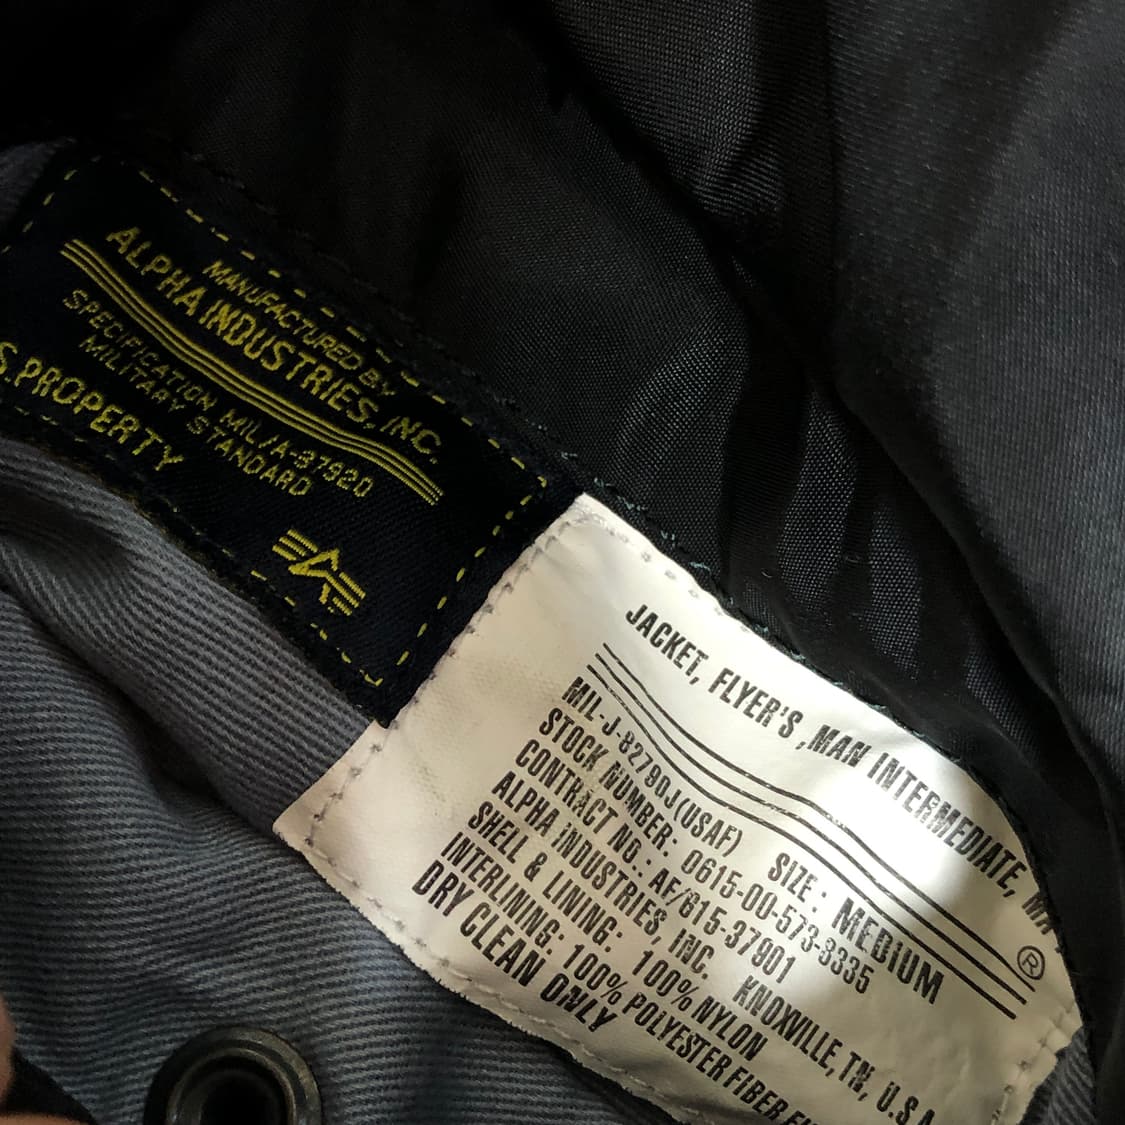 MANUFACTURED BY
ALPHA INDUSTRIES, INC.
SPECIFICATION MIL/A-37920
MILITARY STANDARD
S. PROPERTY
JACKET, FLYER'S, MAN INTERMEDIATE,
®
MIL-J-82790J(USAF) SIZE: MEDIUM
STOCK NUMBER: 0615-00-573-8335
CONTRACT NO.: AF/615-37901
ALPHA INDUSTRIES, INC. KNOXVILLE, TN, U.S.A.
SHELL & LINING: 100% NYLON
INTERLINING: 100% POLYESTER FIBER
DRY CLEAN ONLY